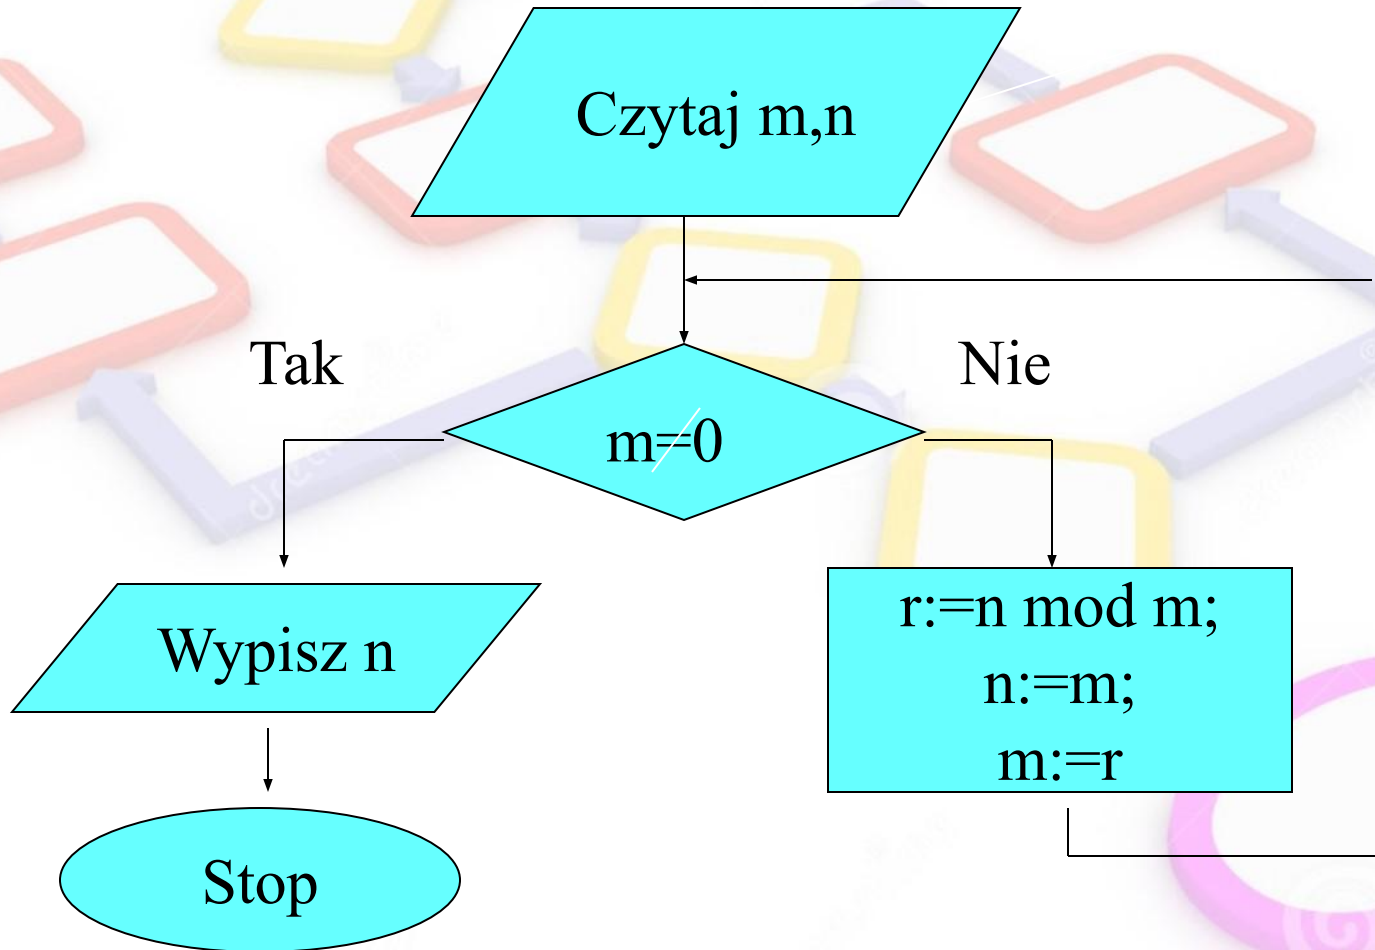 Czytaj m,n
Tak
Nie
m=0
Wypisz n
r:=n mod m;
n:=m;
m:=r
Stop